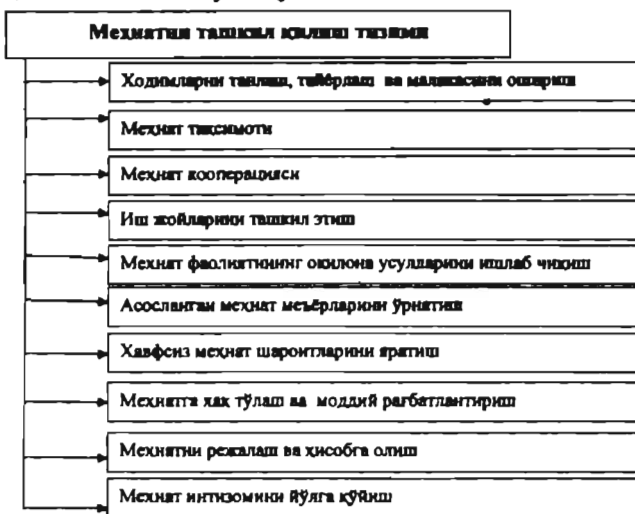 Меҳнатни ташкил қилиш тизими
Ходимларни танлаш, тайёрлаш ва малакасини ошириш
Меҳнат тақсимоти
Меҳнат кооперацияси
Иш жойларини ташкил этиш
Меҳнат фаолиятининг оқилона усулларини ишлаб чиқиш
Асосланган меҳнат меъёрларини ўрнатиш
Хавфсиз меҳнат шароитларини яратиш
Меҳнатга ҳақ тўлаш ва моддий рағбатлантириш
Меҳнатни режалаш ва ҳисобга олиш
Меҳнат интизомини йўлга қўйиш